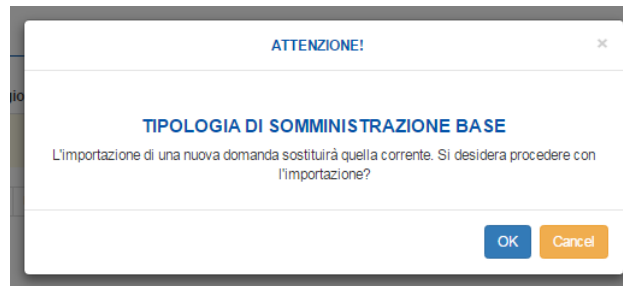 ATTENZIONE!
×
TIPOLOGIA DI SOMMINISTRAZIONE BASE
L'importazione di una nuova domanda sostituirà quella corrente. Si desidera procedere con
l'importazione?
OK Cancel